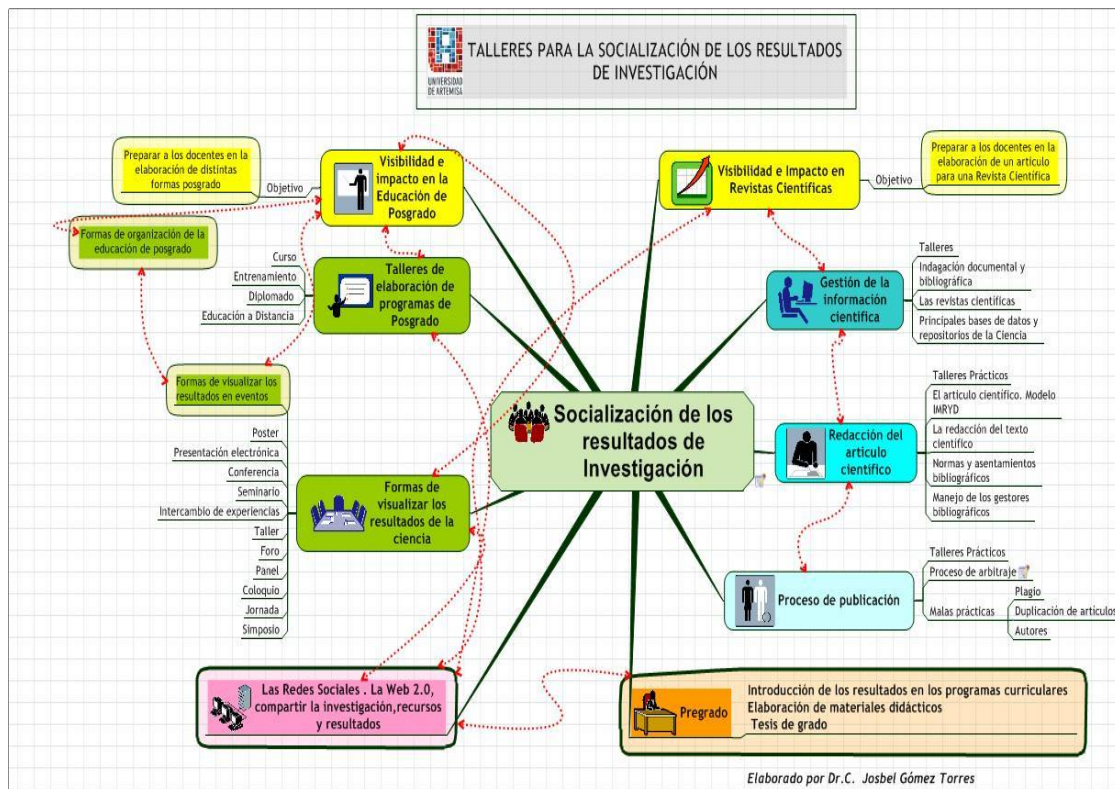 TALLERES PARA LA SOCIALIZACIÓN DE LOS RESULTADOS
DE INVESTIGACIÓN
UNIVERSIDAD
DE ARTEMISA
Preparar a los docentes en la
elaboración de distintas
formas posgrado
Objetivo
Visibilidad e
impacto en la
Educación de
Posgrado
Formas de organización de la
educación de posgrado
Talleres de
elaboración de
programas de
Posgrado
Curso
Entrenamiento
Diplomado
Educación a Distancia
Formas de visualizar los
resultados en eventos
Poster
Presentación electrónica
Conferencia
Seminario
Intercambio de experiencias
Taller
Foro
Panel
Coloquio
Jornada
Simposio
Formas de
visualizar los
resultados de la
ciencia
Las Redes Sociales . La Web 2.0,
compartir la investigación,recursos
y resultados
Socialización de los
resultados de
Investigación
Visibilidad e Impacto en
Revistas Científicas
Objetivo
Preparar a los docentes en la
elaboración de un artículo
para una Revista Científica
Gestión de la
información
científica
Talleres
Indagación documental y
bibliográfica
Las revistas científicas
Principales bases de datos y
repositorios de la Ciencia
Redacción del
articulo
científico
Talleres Prácticos
El articulo científico. Modelo
IMRYD
La redacción del texto
científico
Normas y asentamientos
bibliográficos
Manejo de los gestores
bibliográficos
Proceso de publicación
Talleres Prácticos
Proceso de arbitraje
Malas prácticas
Plagio
Duplicación de artículos
Autores
Pregrado
Introducción de los resultados en los programas curriculares
Elaboración de materiales didácticos
Tesis de grado
Elaborado por Dr.C. Josbel Gómez Torres